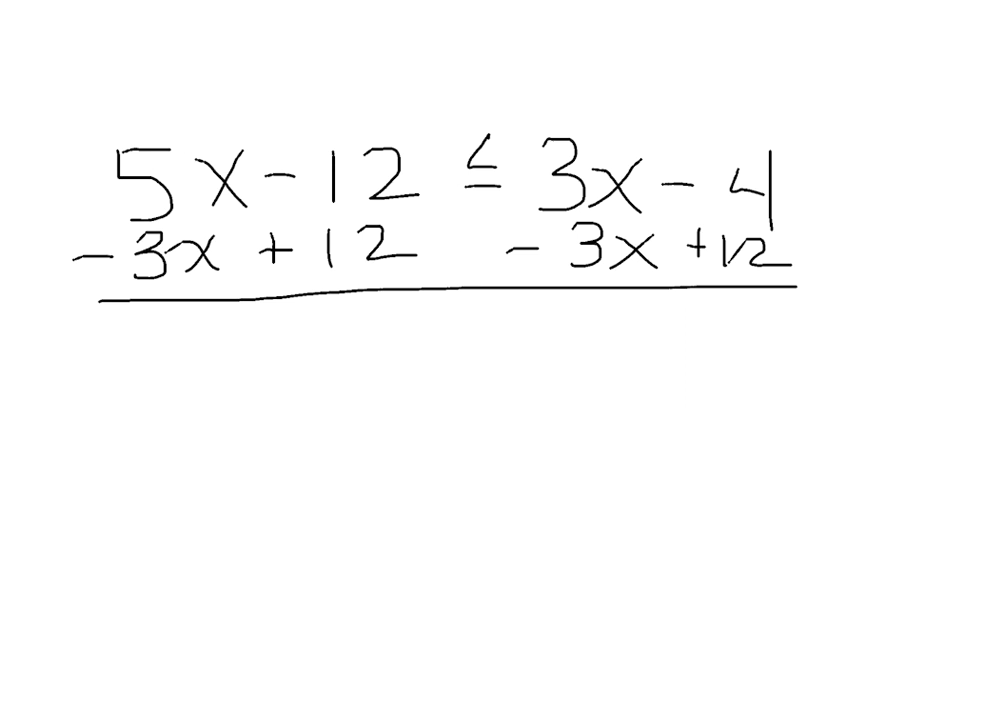 5x - 12 ≤ 3x - 4
- 3x + 12 - 3x + 12